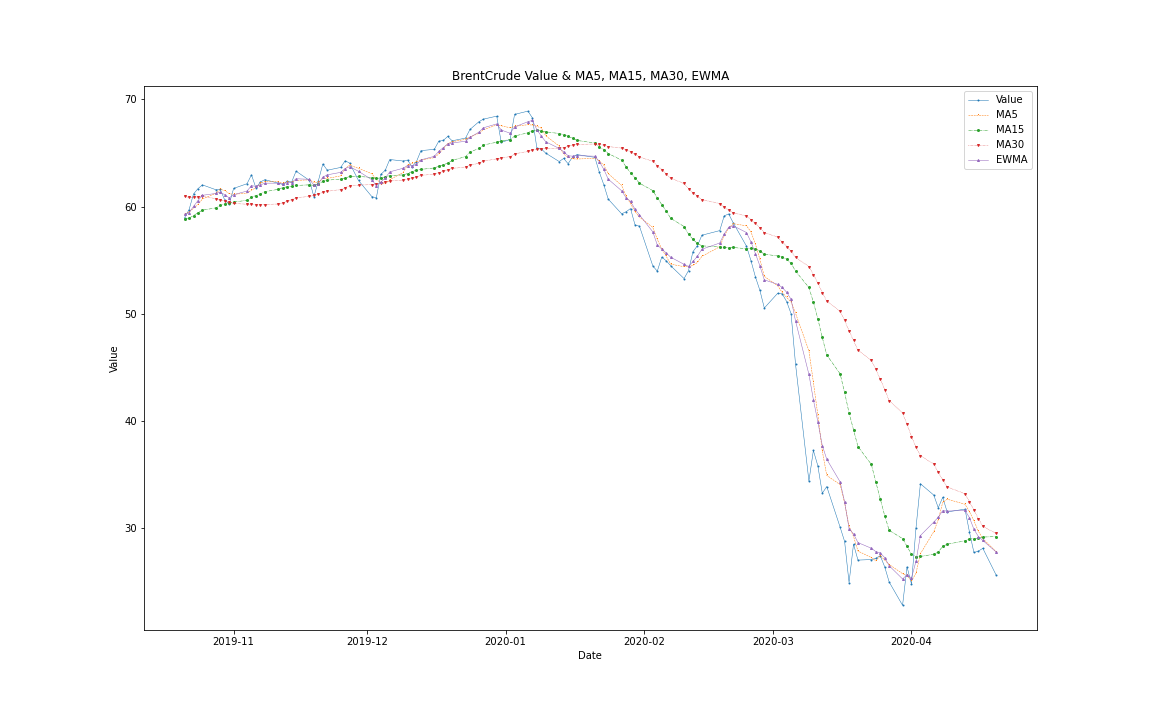 BrentCrude Value & MA5, MA15, MA30, EWMA
Value
MA5
MA15
MA30
EWMA
70
60
50
40
30
Value
2019-11
2019-12
2020-01
2020-02
2020-03
2020-04
Date